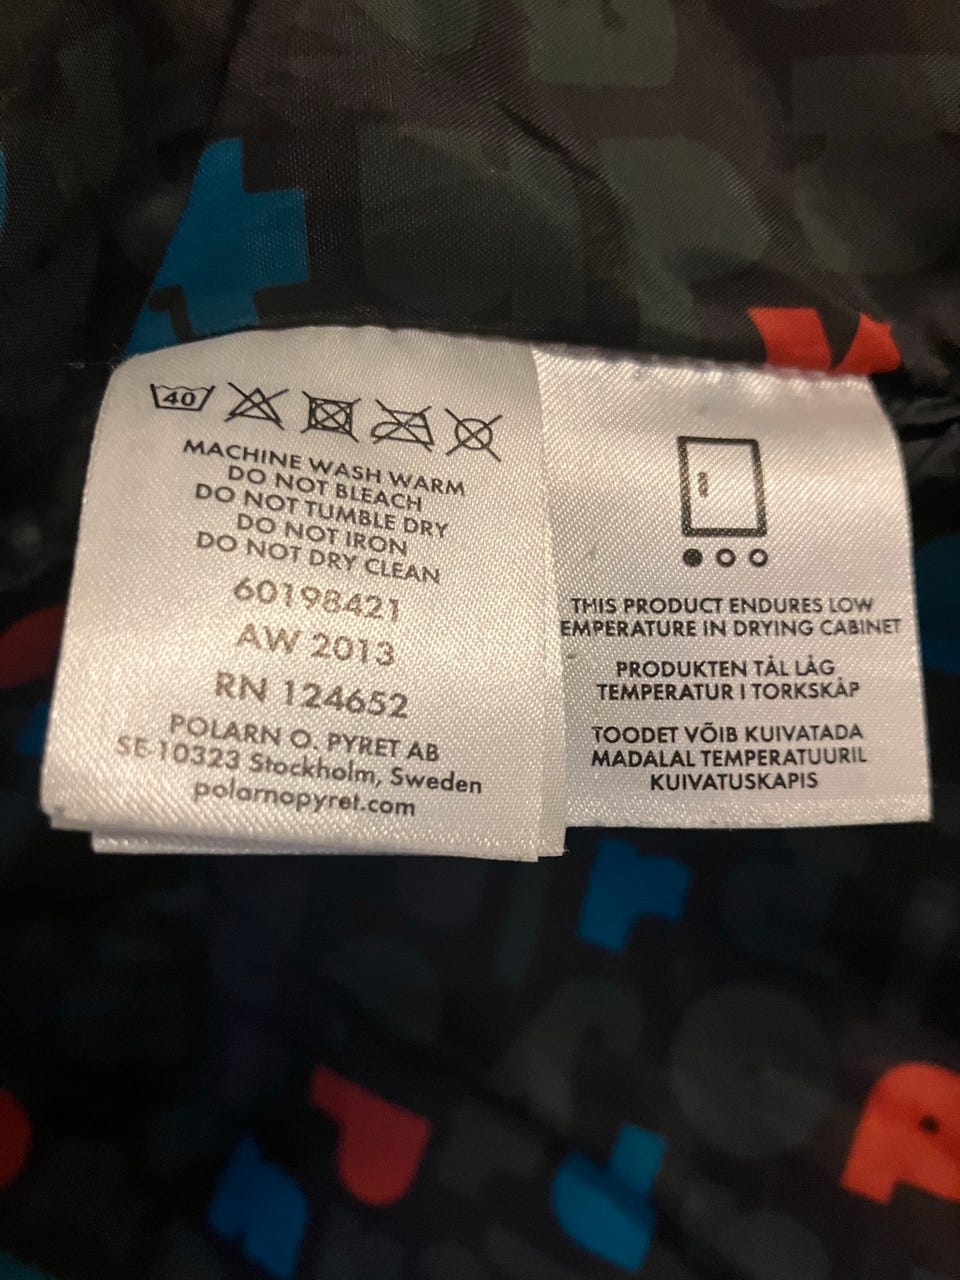 40
MACHINE WASH WARM
DO NOT BLEACH
DO NOT TUMBLE DRY
DO NOT IRON
DO NOT DRY CLEAN
60198421
AW 2013
RN 124652
POLARN O. PYRET AB
SE-10323 Stockholm, Sweden
polarnopyret.com
THIS PRODUCT ENDURES LOW
EMPERATURE IN DRYING CABINET
PRODUKTEN TÅL LÅG
TEMPERATUR I TORKSKÅP
TOODET VÕIB KUIVATADA
MADALAL TEMPERATUURIL
KUIVATUSKAPIS